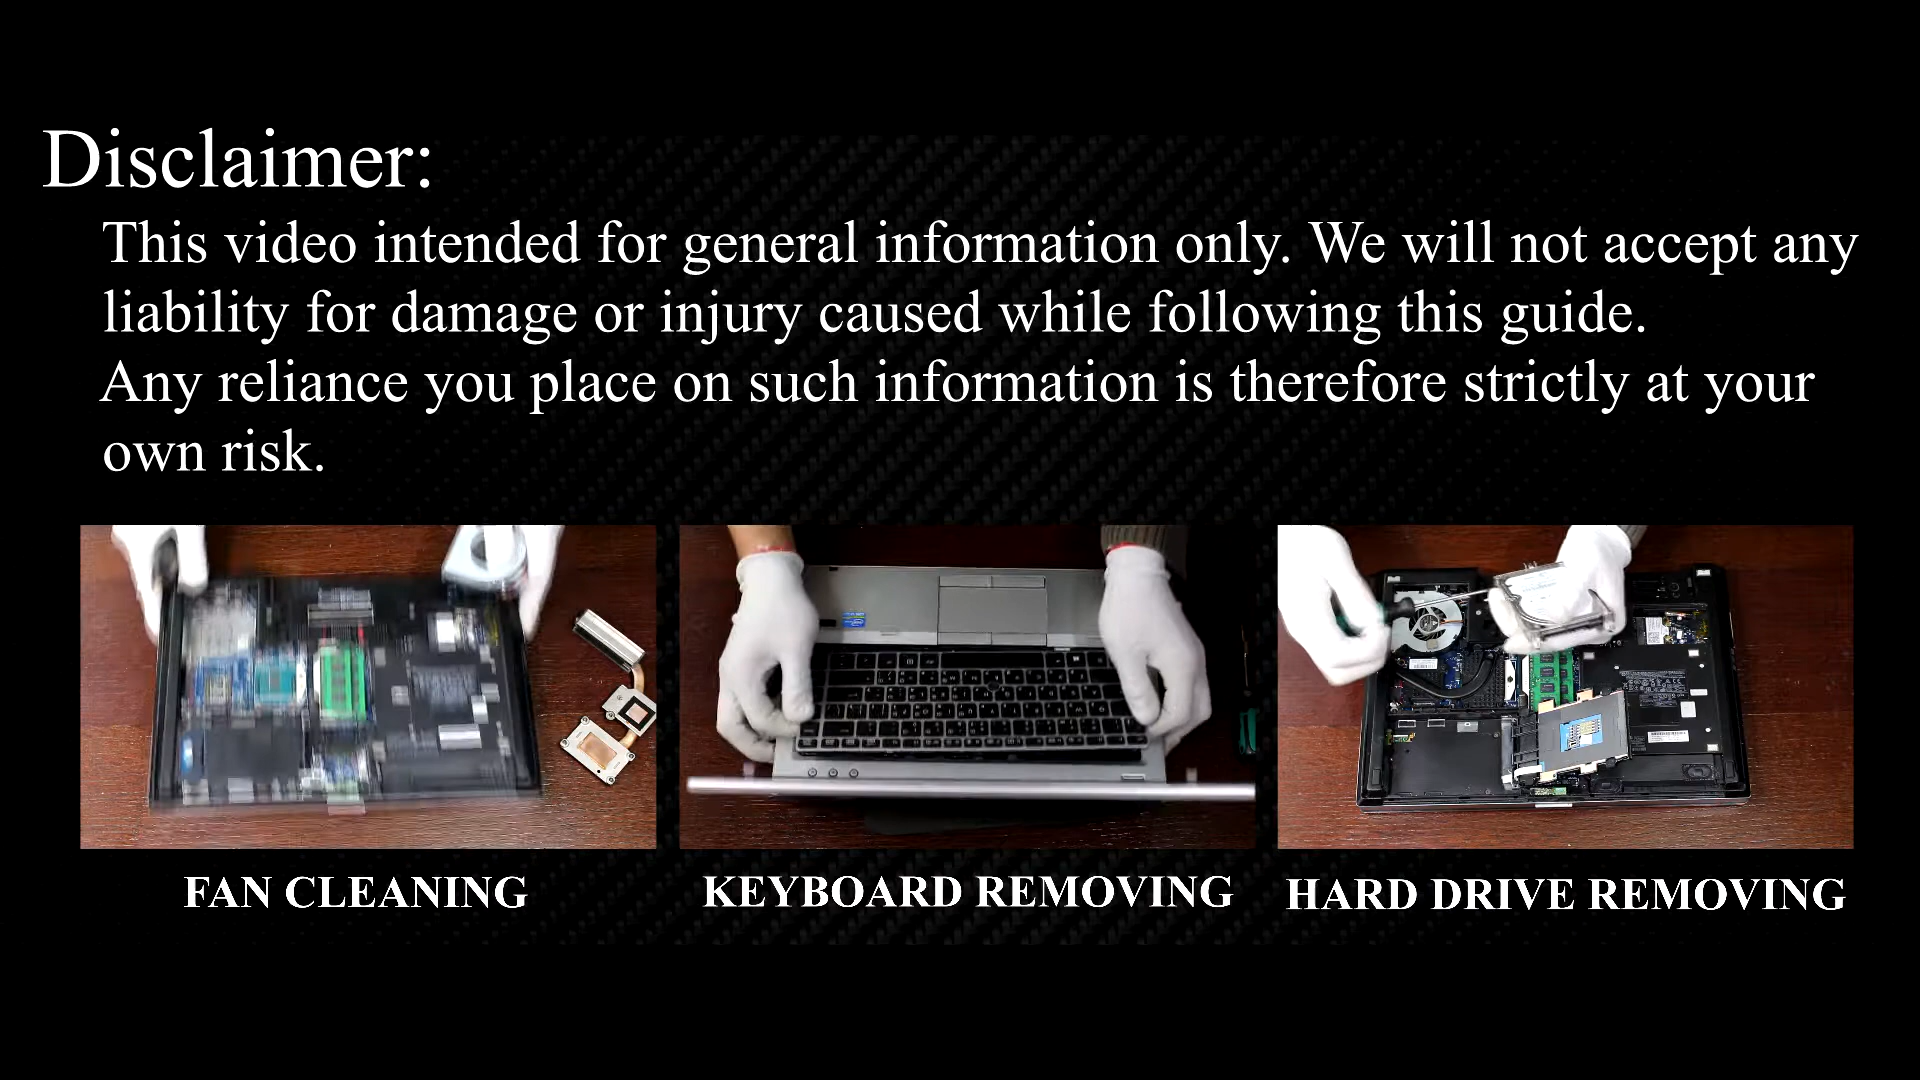 Disclaimer:
This video intended for general information only. We will not accept any
liability for damage or injury caused while following this guide.
Any reliance you place on such information is therefore strictly at your
own risk.
FAN CLEANING
KEYBOARD REMOVING
HARD DRIVE REMOVING